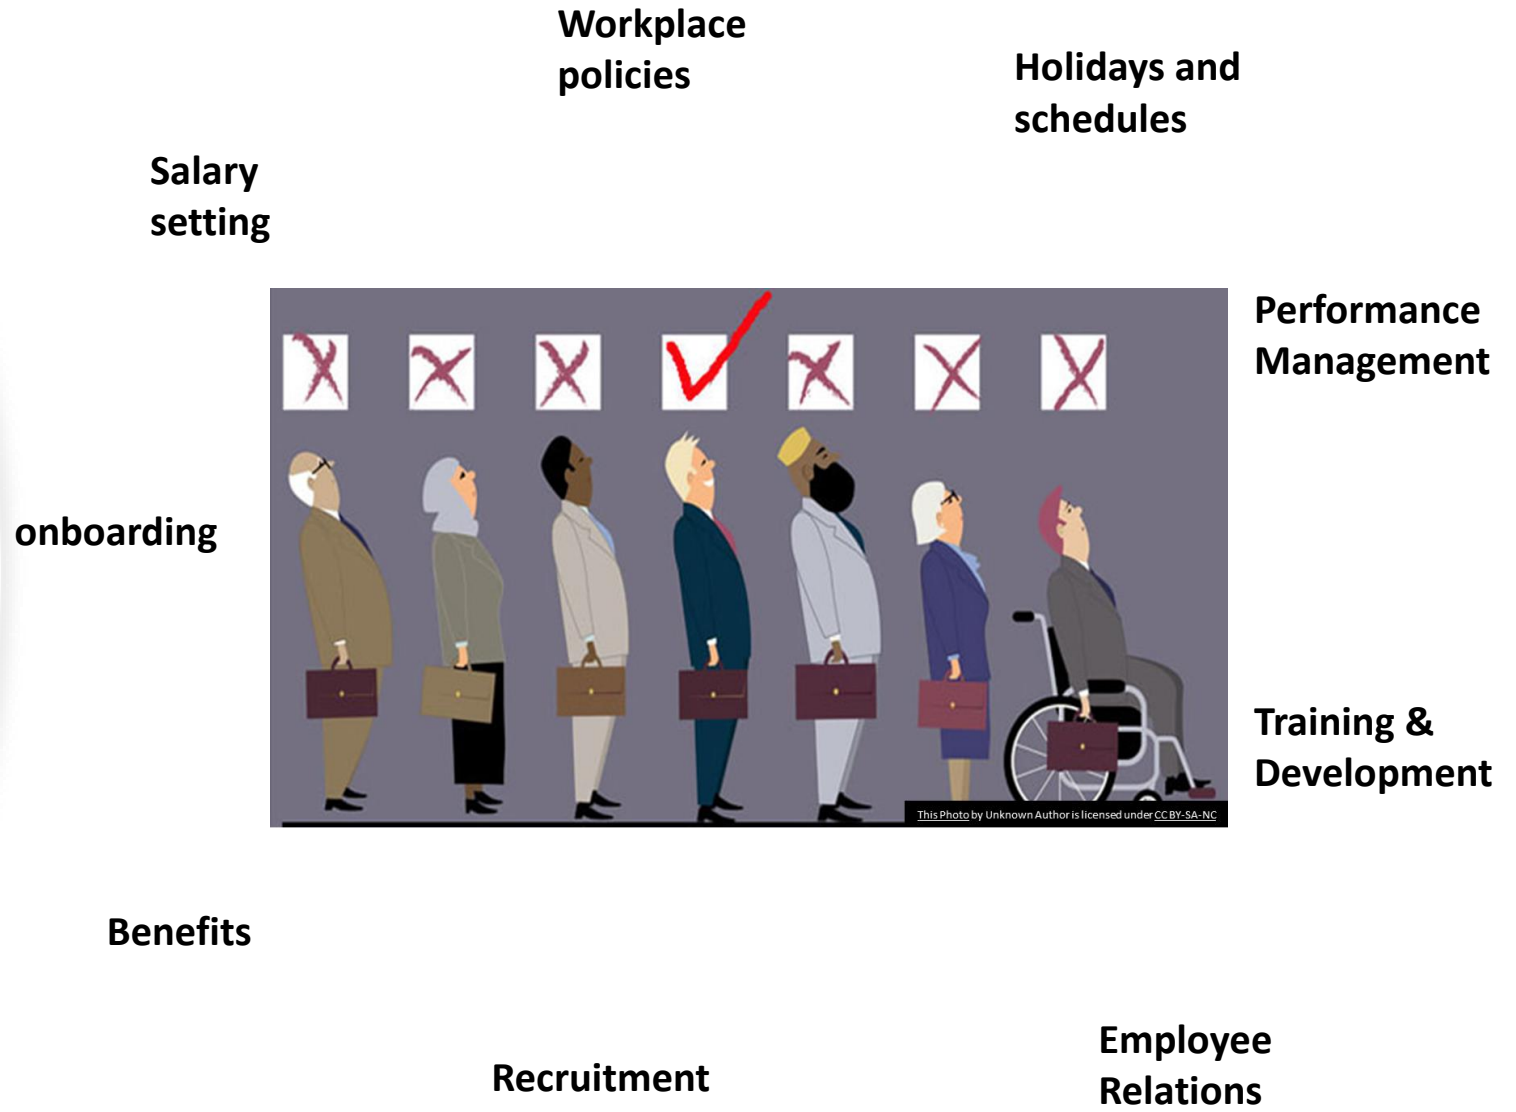 Workplace
policies
Holidays and
schedules
Salary
setting
Performance
Management
onboarding
Training &
Development
This Photo by Unknown Author is licensed under CC BY-SA-NC
Benefits
Employee
Relations
Recruitment